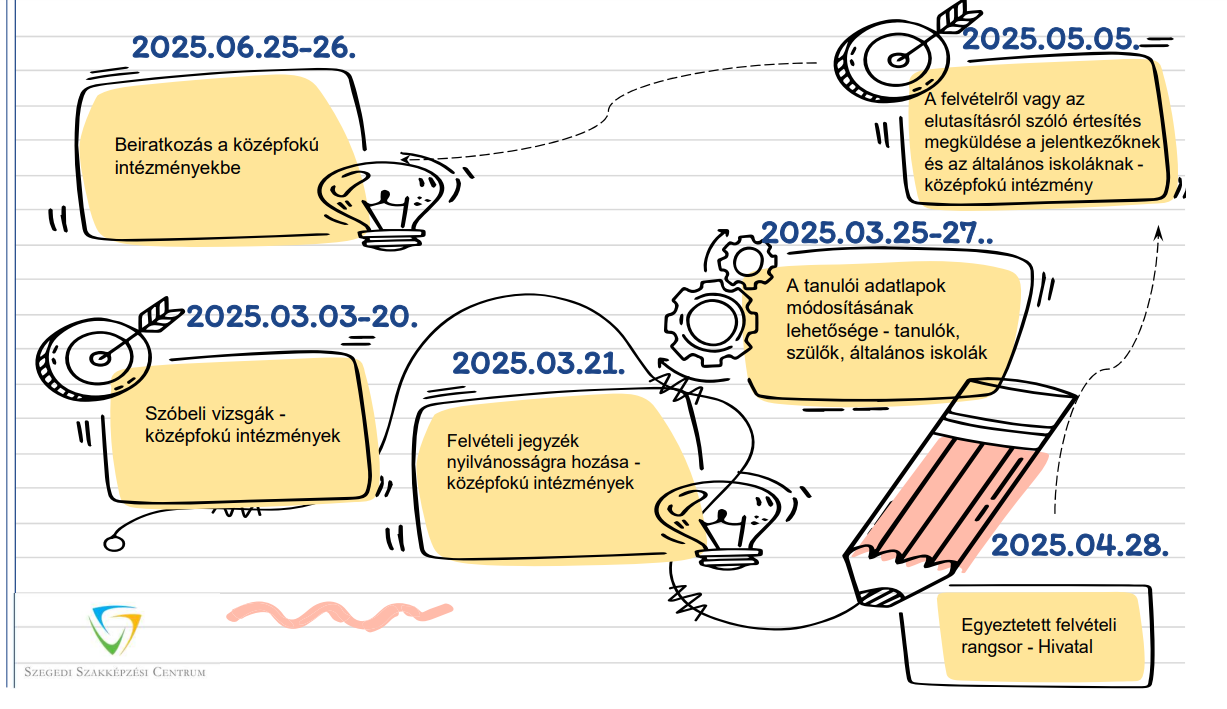 2025.06.25-26.
Beiratkozás a középfokú
intézményekbe
2025.05.05.
A felvételről vagy az
elutasításról szóló értesítés
megküldése a jelentkezőknek
és az általános iskoláknak -
középfokú intézmény
2025.03.03-20.
Szóbeli vizsgák -
középfokú intézmények
2025.03.21.
Felvételi jegyzék
nyilvánosságra hozása -
középfokú intézmények
2025.03.25-27..
A tanulói adatlapok
módosításának
lehetősége - tanulók,
szülők, általános iskolák
2025.04.28.
Egyeztetett felvételi
rangsor - Hivatal
Szegedi Szakképzési Centrum